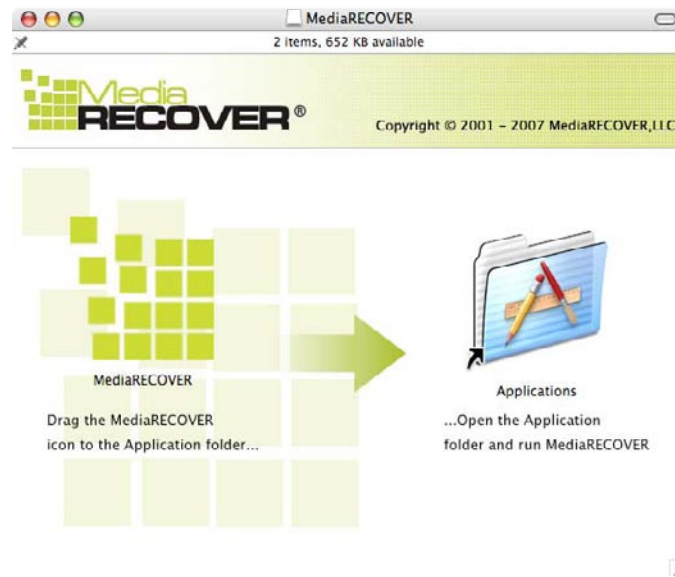 MediaRECOVER
2 items, 652 KB available
Media
RECOVER®
Copyright © 2001 – 2007 MediaRECOVER,LLC
MediaRECOVER
Applications
Drag the MediaRECOVER
icon to the Application folder...
...Open the Application
folder and run MediaRECOVER